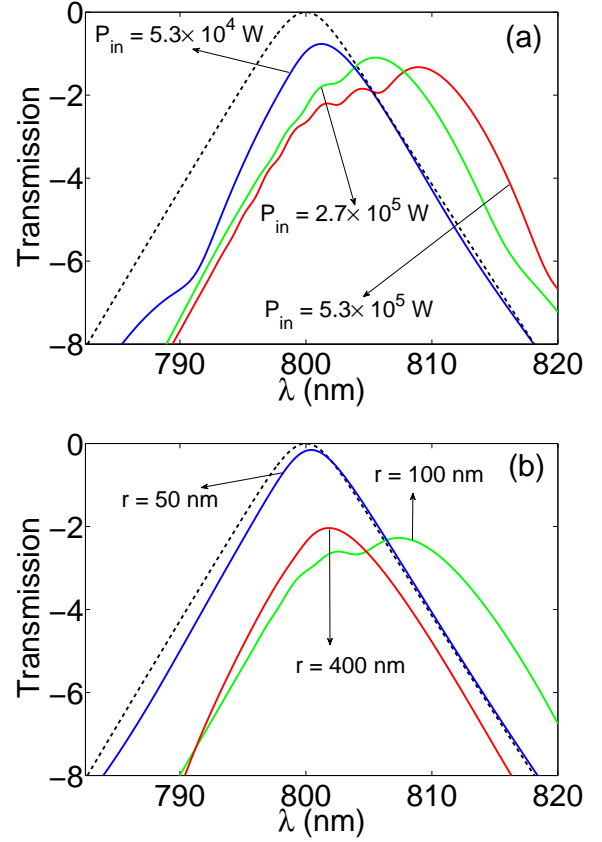 0
(a)
P_in = 5.3× 10^4 W
−2
−4
P_in = 2.7× 10^5 W
−6
P_in = 5.3× 10^5 W
−8
790 800 810 820
λ (nm)
Transmission
0
(b)
r = 100 nm
r = 50 nm
−2
−4
r = 400 nm
−6
−8
790 800 810 820
λ (nm)
Transmission